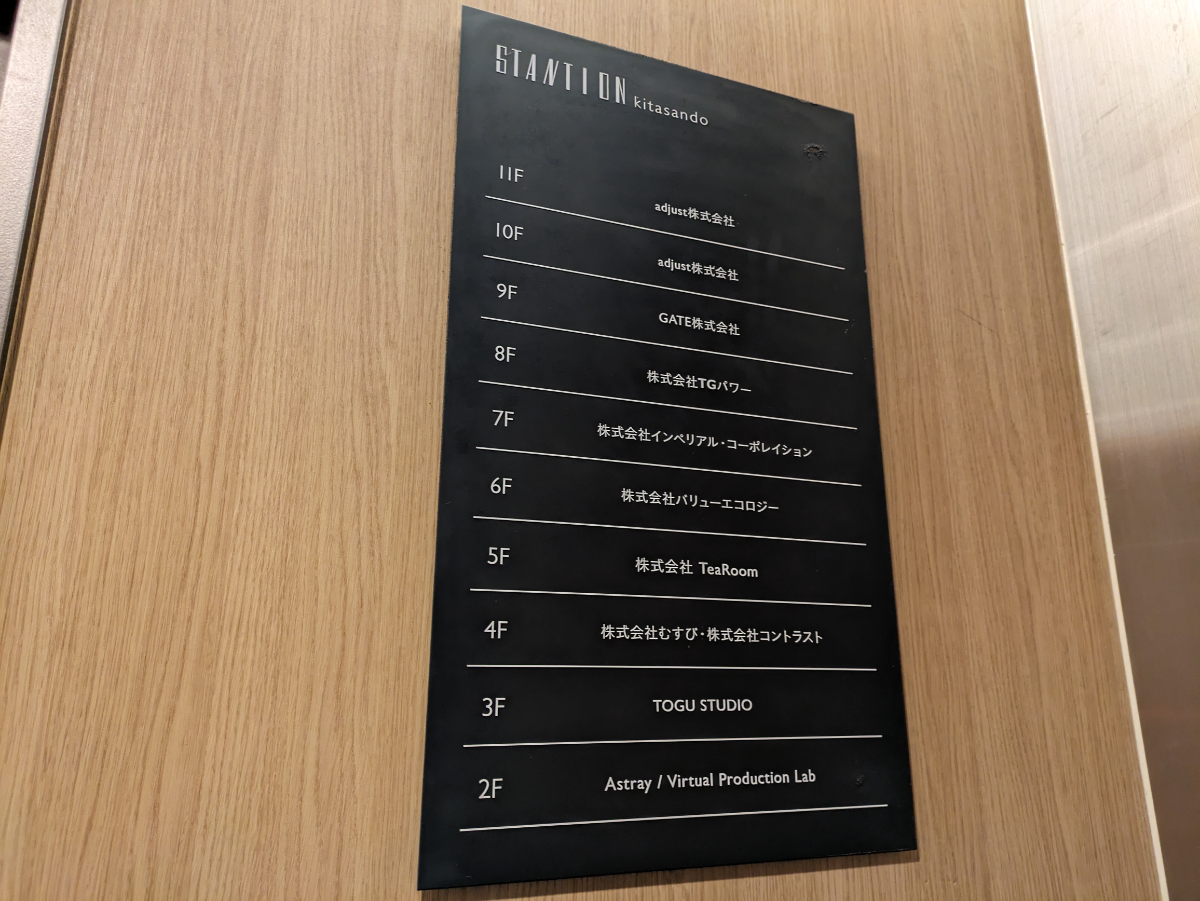 STANTION kitasando
11F adjust株式会社
10F adjust株式会社
9F GATE株式会社
8F 株式会社TGパワー
7F 株式会社インペリアル・コーポレイション
6F 株式会社バリューエコロジー
5F 株式会社 TeaRoom
4F 株式会社むすび・株式会社コントラスト
3F TOGU STUDIO
2F Astray / Virtual Production Lab